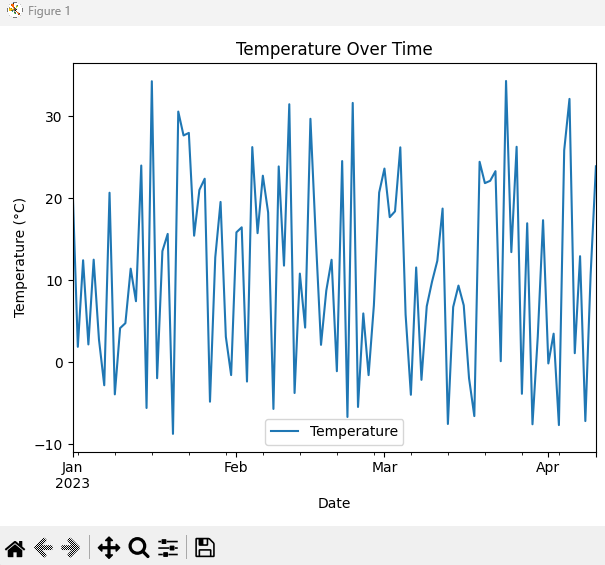 Figure 1
Temperature Over Time
30
20
10
0
−10
Temperature (°C)
Temperature
Jan Feb Mar Apr
2023
Date